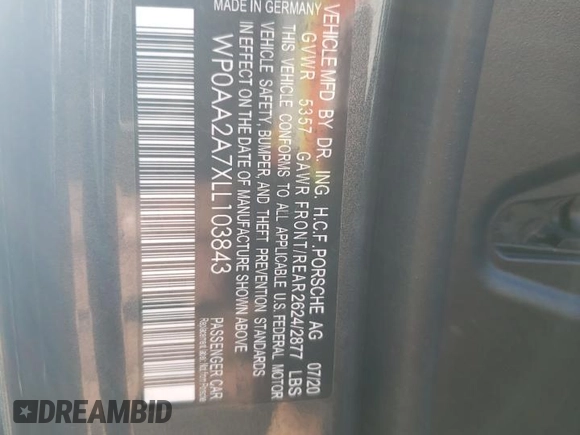 VEHICLE MFD BY DR. ING. H.C.F. PORSCHE AG 07/20
GVWR 5357 GAWR FRONT/REAR 2624/2877 LBS
THIS VEHICLE CONFORMS TO ALL APPLICABLE U.S. FEDERAL MOTOR
VEHICLE SAFETY, BUMPER, AND THEFT PREVENTION STANDARDS
IN EFFECT ON THE DATE OF MANUFACTURE SHOWN ABOVE
WP0AA2A7XLL103843 PASSENGER CAR
MADE IN GERMANY
DREAMBID